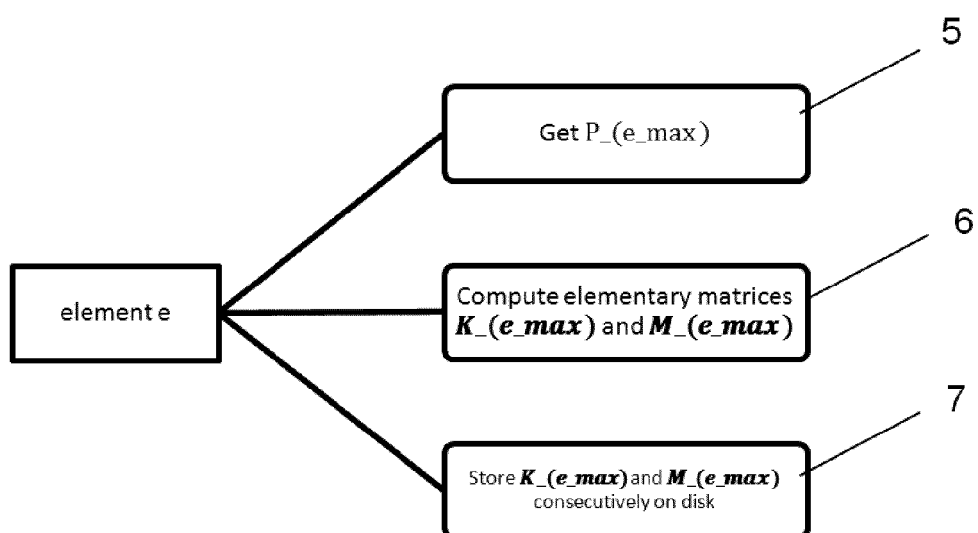 5
Get P_(e_max)
6
element e
Compute elementary matrices
K_(e_max) and M_(e_max)
7
Store K_(e_max) and M_(e_max)
consecutively on disk